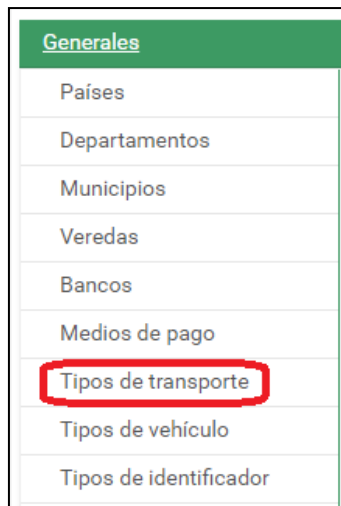 Generales
Países
Departamentos
Municipios
Veredas
Bancos
Medios de pago
Tipos de transporte
Tipos de vehículo
Tipos de identificador